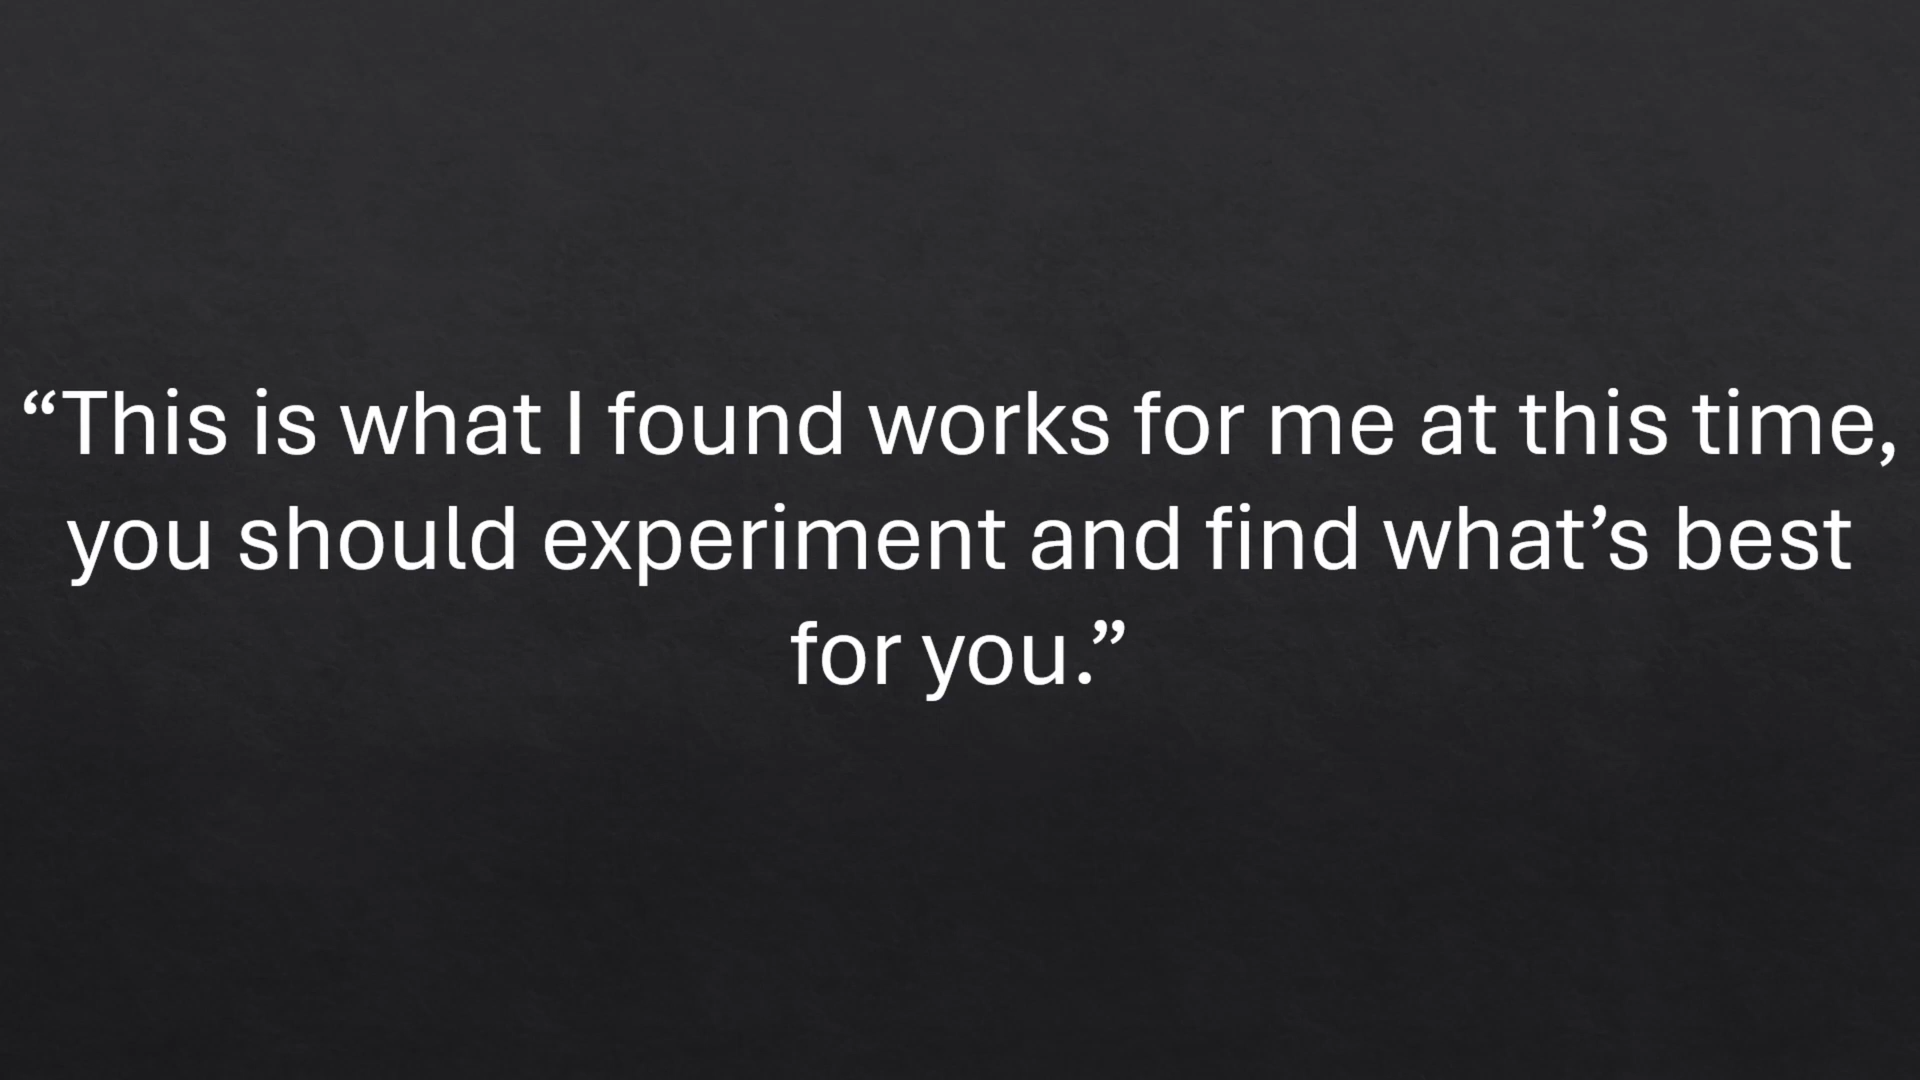 “This is what I found works for me at this time,
you should experiment and find what’s best
for you.”